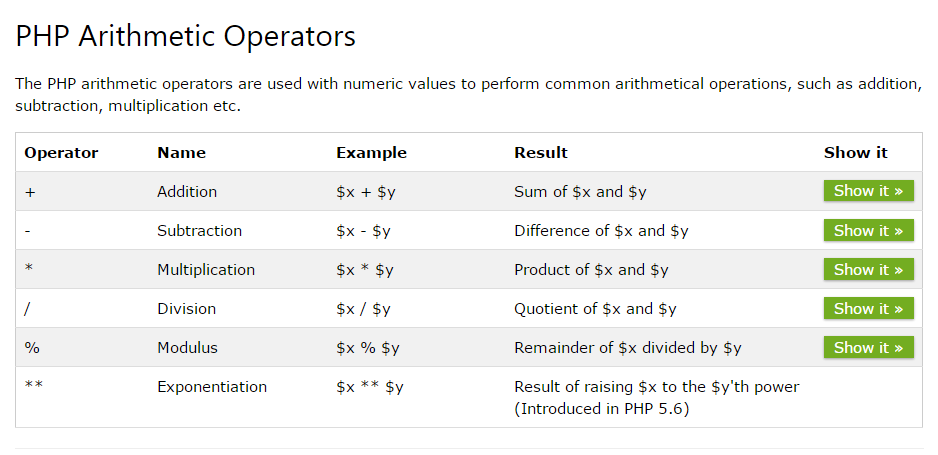 PHP Arithmetic Operators
The PHP arithmetic operators are used with numeric values to perform common arithmetical operations, such as addition,
subtraction, multiplication etc.
Operator Name Example Result Show it
+ Addition $x + $y Sum of $x and $y Show it »
- Subtraction $x - $y Difference of $x and $y Show it »
* Multiplication $x * $y Product of $x and $y Show it »
/ Division $x / $y Quotient of $x and $y Show it »
% Modulus $x % $y Remainder of $x divided by $y Show it »
** Exponentiation $x ** $y Result of raising $x to the $y'th power
(Introduced in PHP 5.6)